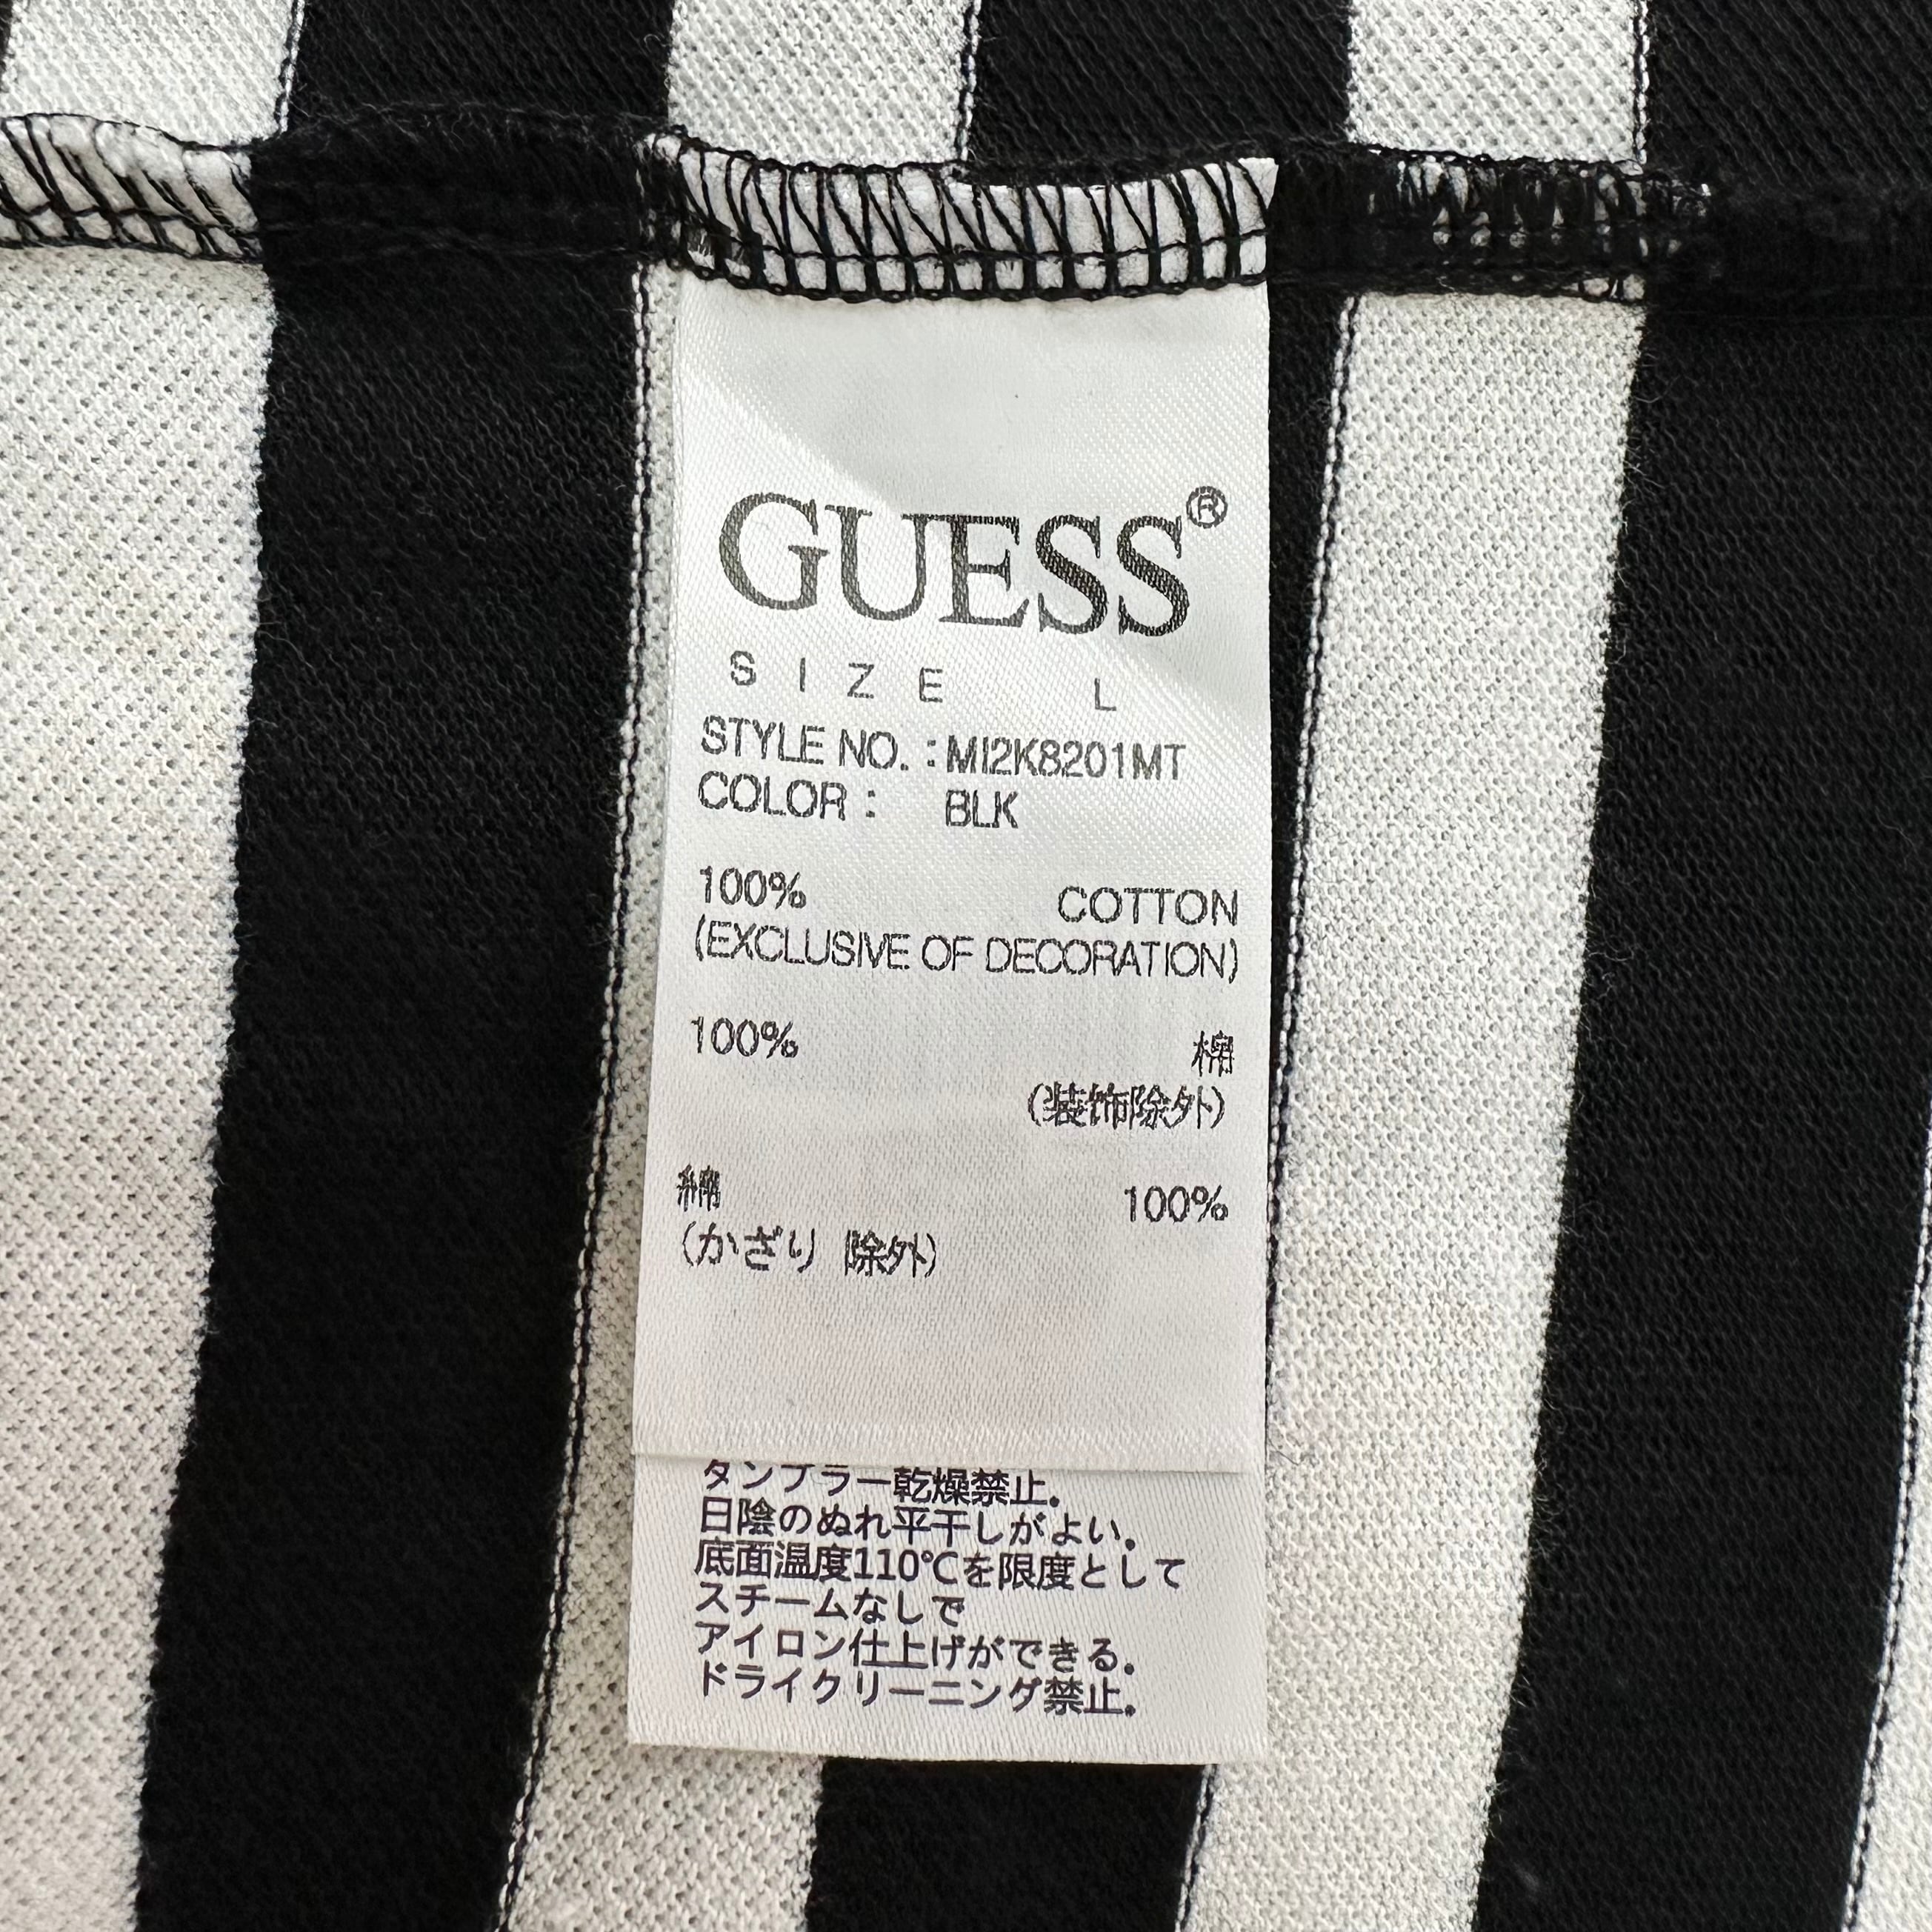 GUESS®
SIZE L
STYLE NO. : MI2K8201MT
COLOR : BLK
100% COTTON
(EXCLUSIVE OF DECORATION)
100% 棉
(装饰除外)
綿 100%
(かざり 除外)
タンブラー乾燥禁止。
日陰のぬれ平干しがよい。
底面温度110℃を限度として
スチームなしで
アイロン仕上げができる。
ドライクリーニング禁止。